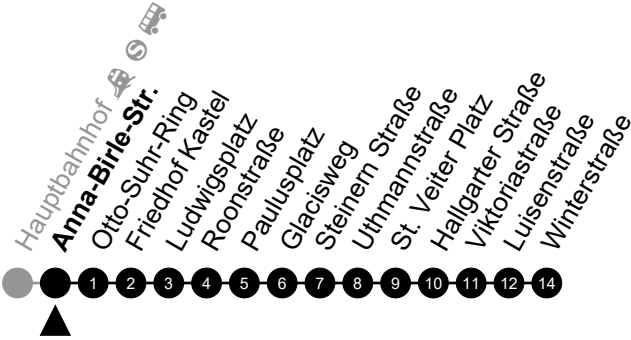 Hauptbahnhof S
Anna-Birle-Str.
Otto-Suhr-Ring
Friedhof Kastel
Ludwigsplatz
Roonstraße
Paulusplatz
Glacisweg
Steinern Straße
Uthmannstraße
St. Veiter Platz
Hallgarter Straße
Viktoriastraße
Luisenstraße
Winterstraße
1 2 3 4 5 6 7 8 9 10 11 12 14